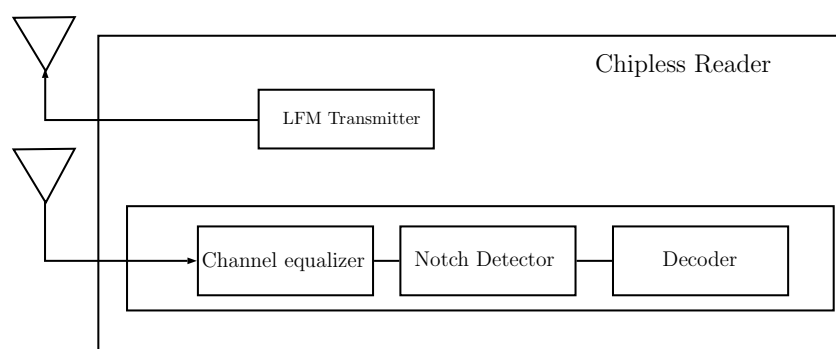 Chipless Reader
LFM Transmitter
Channel equalizer
Notch Detector
Decoder